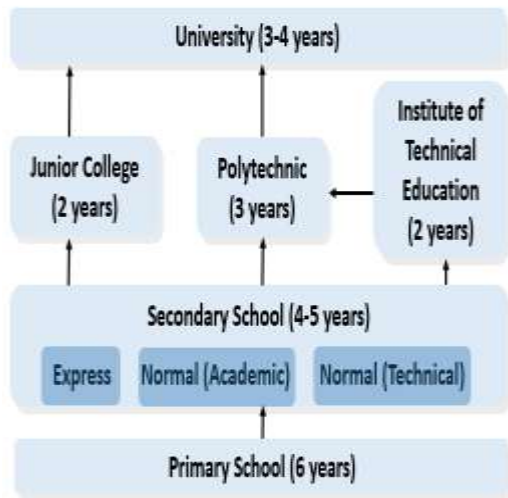 University (3-4 years)
Junior College
(2 years)
Polytechnic
(3 years)
Institute of
Technical
Education
(2 years)
Secondary School (4-5 years)
Express
Normal (Academic)
Normal (Technical)
Primary School (6 years)